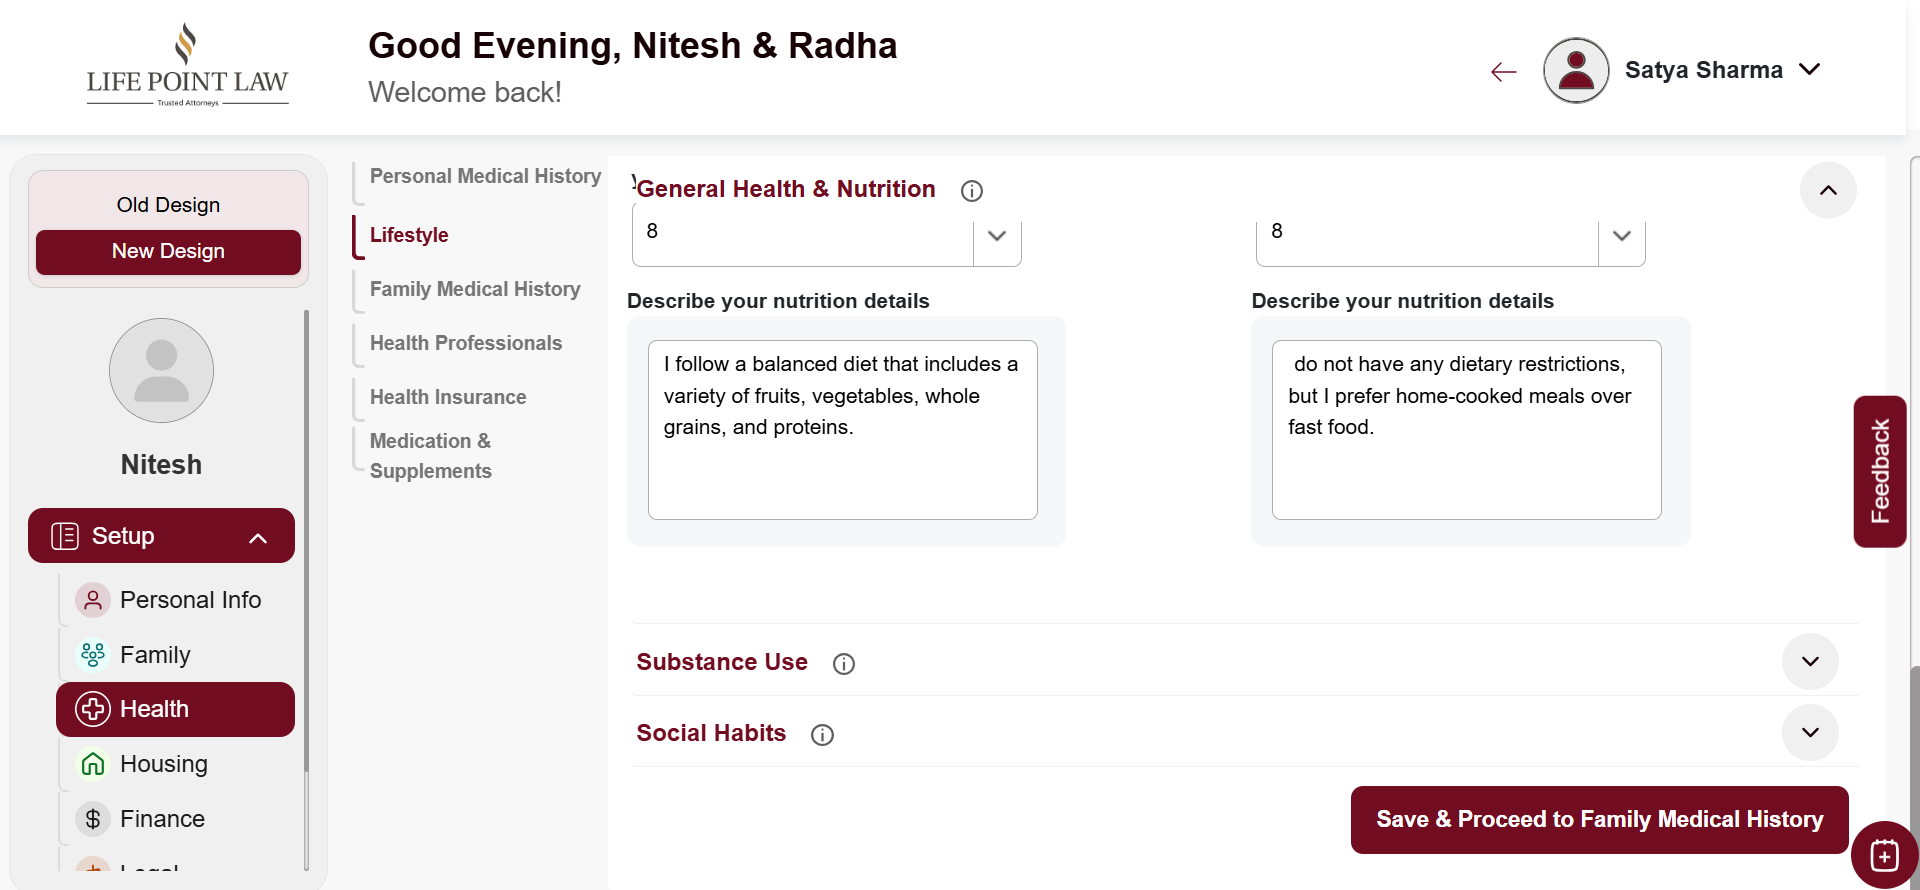 LIFE POINT LAW
Trusted Attorneys
Good Evening, Nitesh & Radha
Welcome back!
Satya Sharma
Old Design
New Design
Nitesh
Setup
Personal Info
Family
Health
Housing
Finance
Personal Medical History
Lifestyle
Family Medical History
Health Professionals
Health Insurance
Medication &
Supplements
General Health & Nutrition
8
8
Describe your nutrition details
Describe your nutrition details
I follow a balanced diet that includes a
variety of fruits, vegetables, whole
grains, and proteins.
do not have any dietary restrictions,
but I prefer home-cooked meals over
fast food.
Substance Use
Social Habits
Save & Proceed to Family Medical History
Feedback